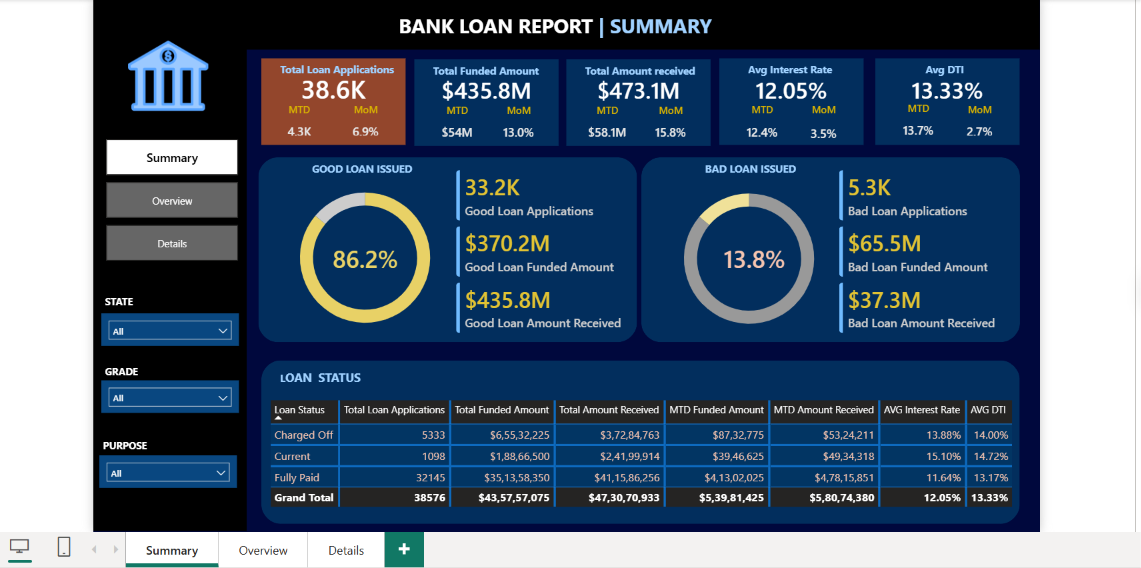 BANK LOAN REPORT | SUMMARY
$
Total Loan Applications
38.6K
MTD MoM
4.3K 6.9%
Total Funded Amount
$435.8M
MTD MoM
$54M 13.0%
Total Amount received
$473.1M
MTD MoM
$58.1M 15.8%
Avg Interest Rate
12.05%
MTD MoM
12.4% 3.5%
Avg DTI
13.33%
MTD MoM
13.7% 2.7%
Summary
Overview
Details
STATE
All
GRADE
All
PURPOSE
All
GOOD LOAN ISSUED
86.2%
33.2K
Good Loan Applications
$370.2M
Good Loan Funded Amount
$435.8M
Good Loan Amount Received
BAD LOAN ISSUED
13.8%
5.3K
Bad Loan Applications
$65.5M
Bad Loan Funded Amount
$37.3M
Bad Loan Amount Received
LOAN STATUS
Loan Status Total Loan Applications Total Funded Amount Total Amount Received MTD Funded Amount MTD Amount Received AVG Interest Rate AVG DTI
Charged Off 5333 $6,55,32,225 $3,72,84,763 $87,32,775 $53,24,211 13.88% 14.00%
Current 1098 $1,88,66,500 $2,41,99,914 $39,46,625 $49,34,318 15.10% 14.72%
Fully Paid 32145 $35,13,58,350 $41,15,86,256 $4,13,02,025 $4,78,15,851 11.64% 13.17%
Grand Total 38576 $43,57,57,075 $47,30,70,933 $5,39,81,425 $5,80,74,380 12.05% 13.33%
Summary Overview Details +